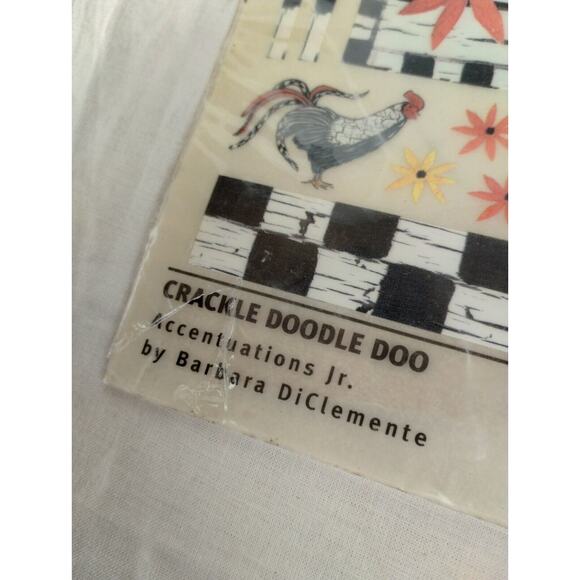 CRACKLE DOODLE DOO
Accentuations Jr.
by Barbara DiClemente